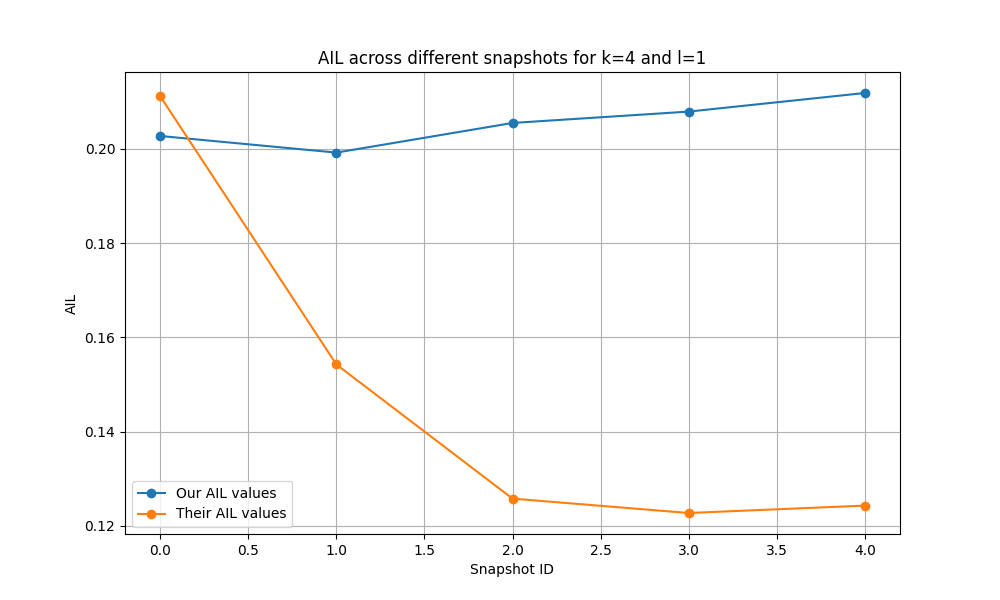 AIL across different snapshots for k=4 and l=1
AIL
0.20
0.18
0.16
0.14
0.12
Our AIL values
Their AIL values
0.0 0.5 1.0 1.5 2.0 2.5 3.0 3.5 4.0
Snapshot ID